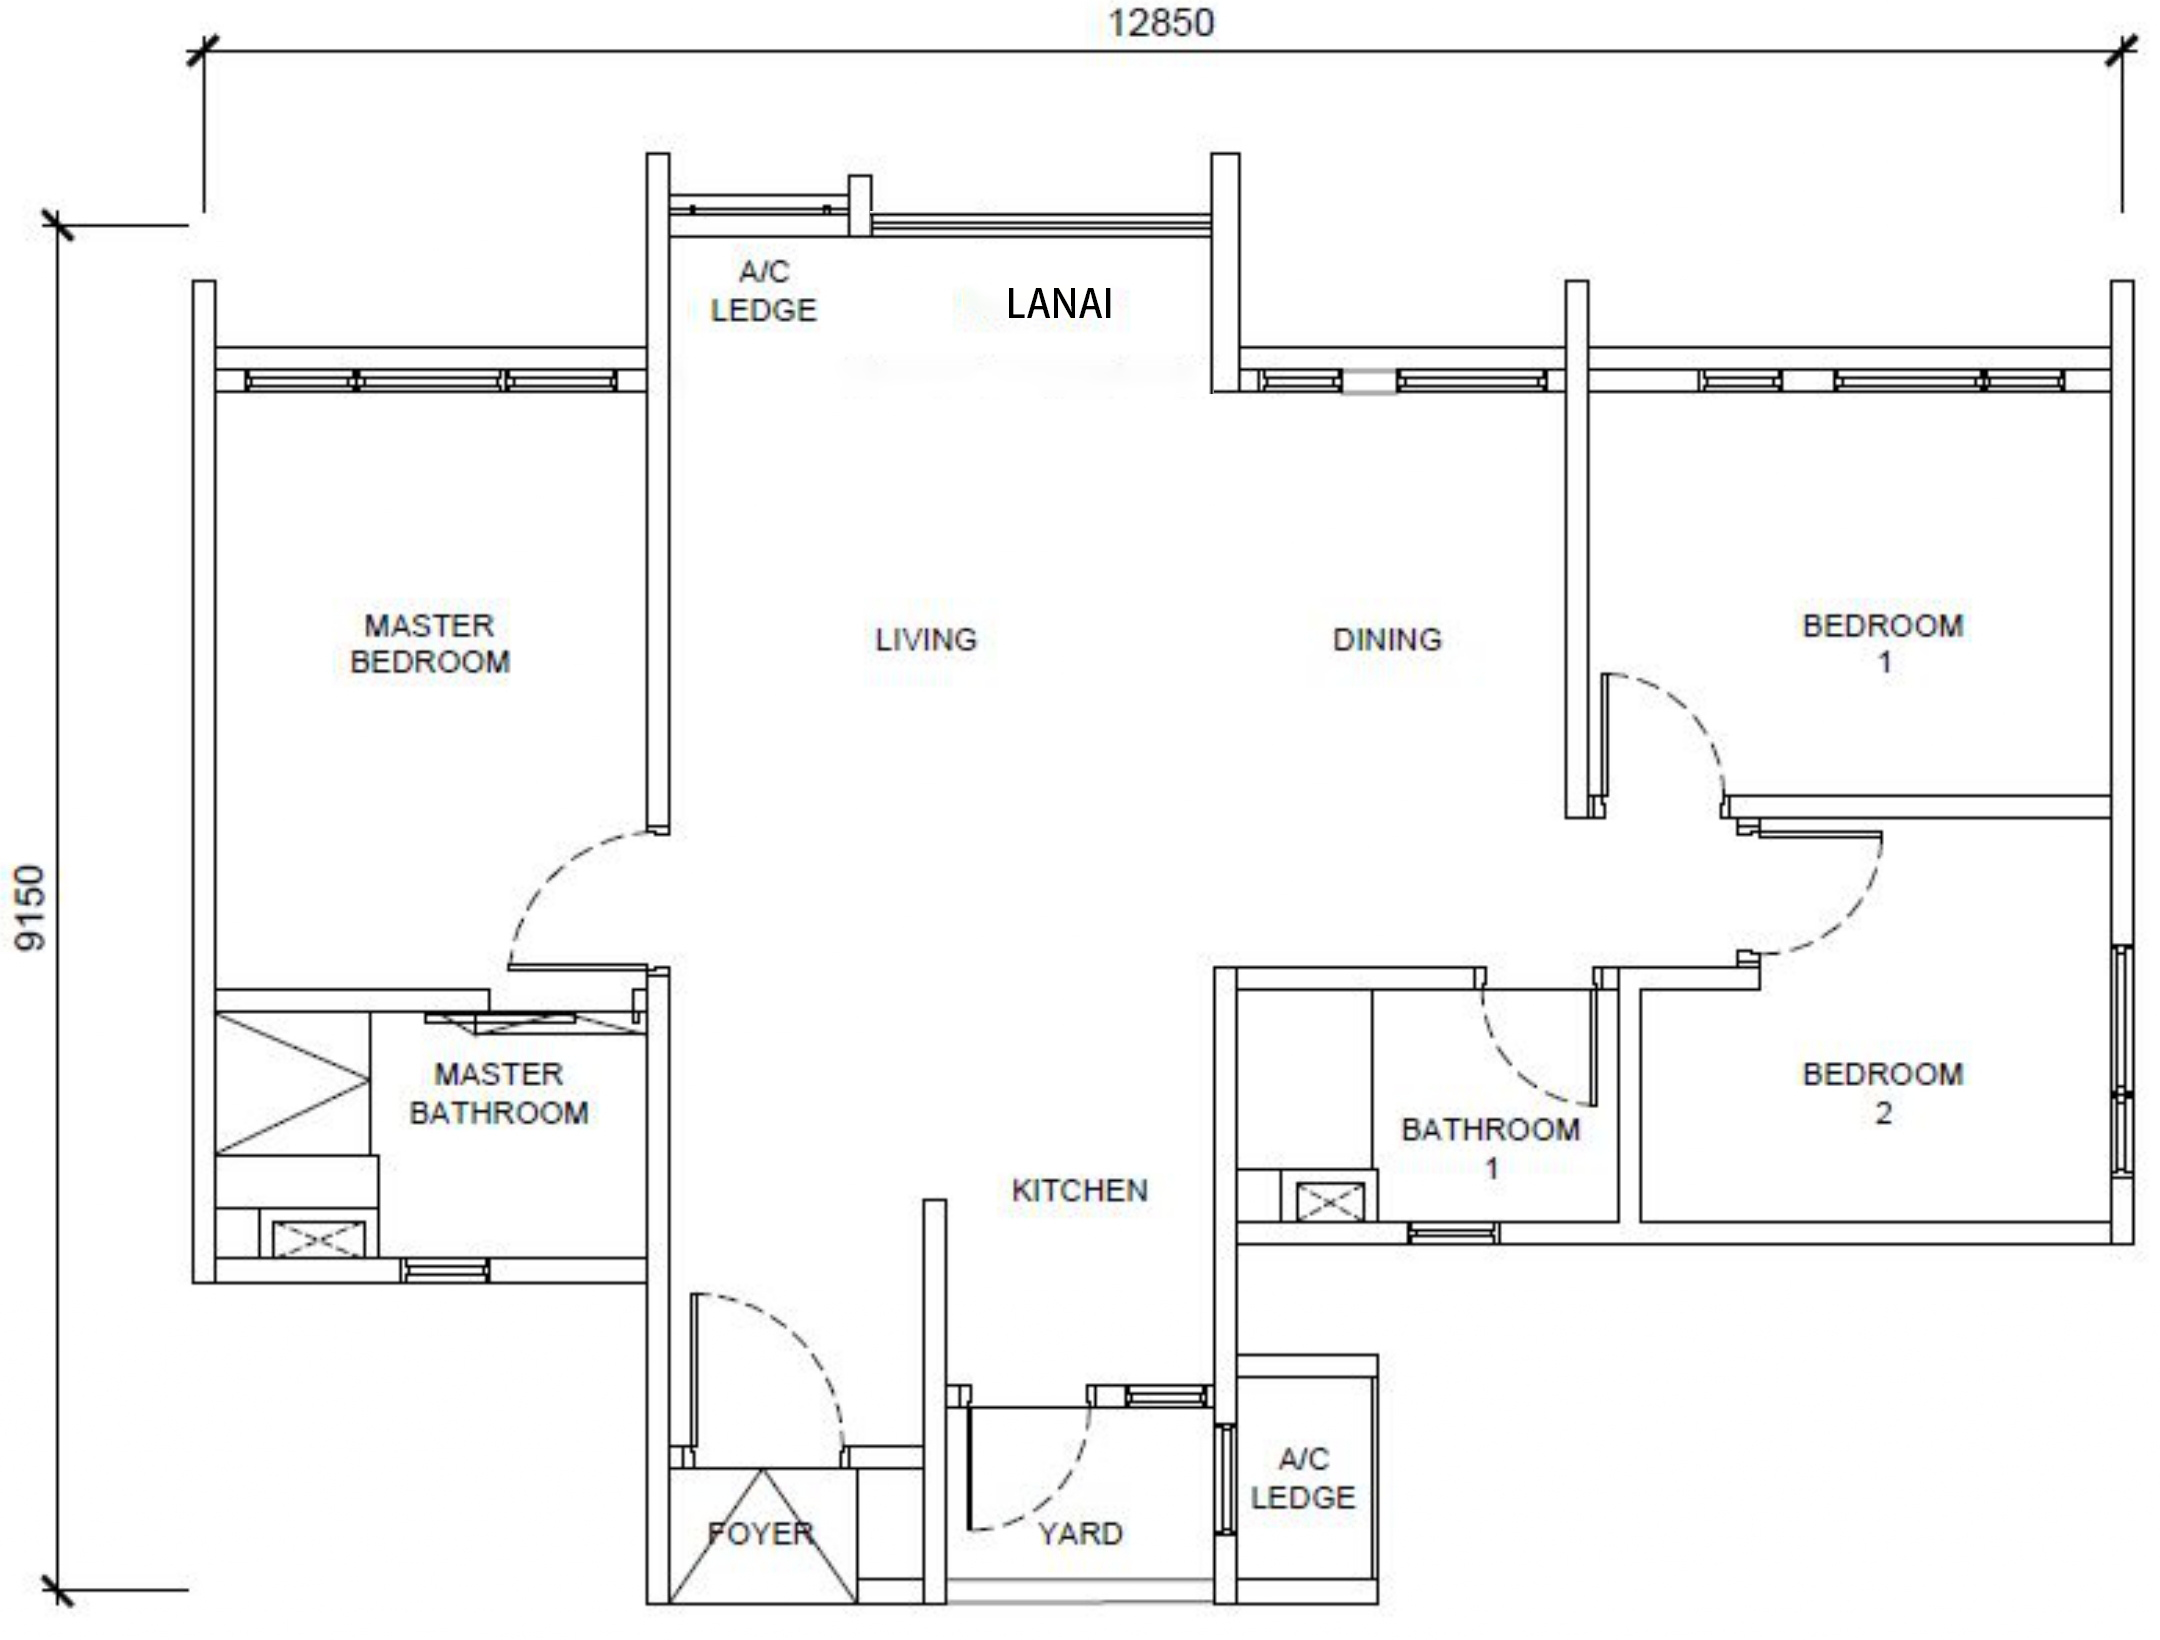 12850
A/C
LEDGE
LANAI
MASTER
BEDROOM
LIVING
DINING
BEDROOM
1
9150
MASTER
BATHROOM
BATHROOM
1
BEDROOM
2
KITCHEN
FOYER
YARD
A/C
LEDGE